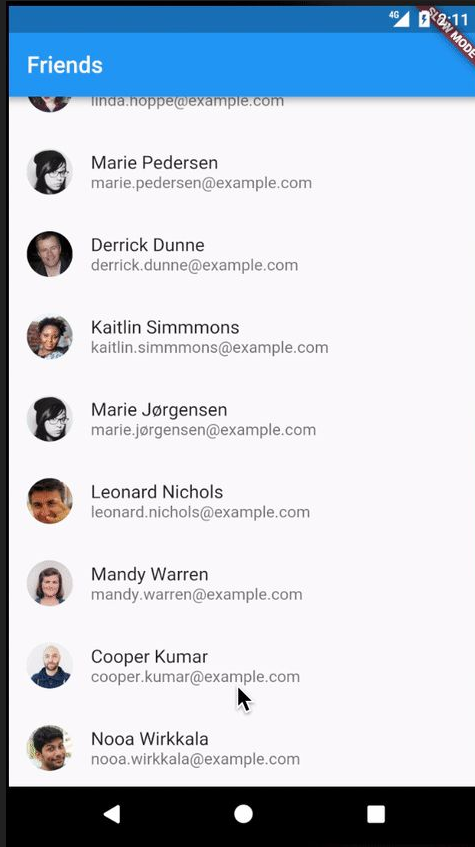 4G 2:11
SLOW MODE
Friends
linda.hoppe@example.com
Marie Pedersen
marie.pedersen@example.com
Derrick Dunne
derrick.dunne@example.com
Kaitlin Simmmons
kaitlin.simmmons@example.com
Marie Jørgensen
marie.jørgensen@example.com
Leonard Nichols
leonard.nichols@example.com
Mandy Warren
mandy.warren@example.com
Cooper Kumar
cooper.kumar@example.com
Nooa Wirkkala
nooa.wirkkala@example.com